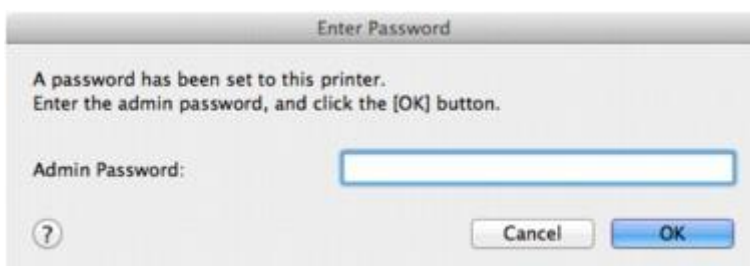 Enter Password
A password has been set to this printer.
Enter the admin password, and click the [OK] button.
Admin Password:
? Cancel OK